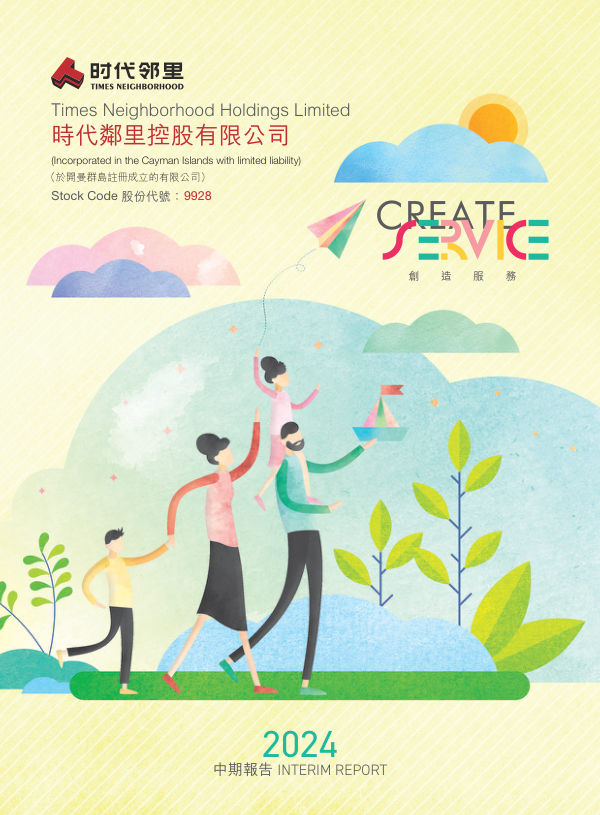 时代邻里
TIMES NEIGHBORHOOD
Times Neighborhood Holdings Limited
時代鄰里控股有限公司
(Incorporated in the Cayman Islands with limited liability)
（於開曼群島註冊成立的有限公司）
Stock Code 股份代號：9928
CREATE
SERVICE
創造服務
2024
中期報告 INTERIM REPORT